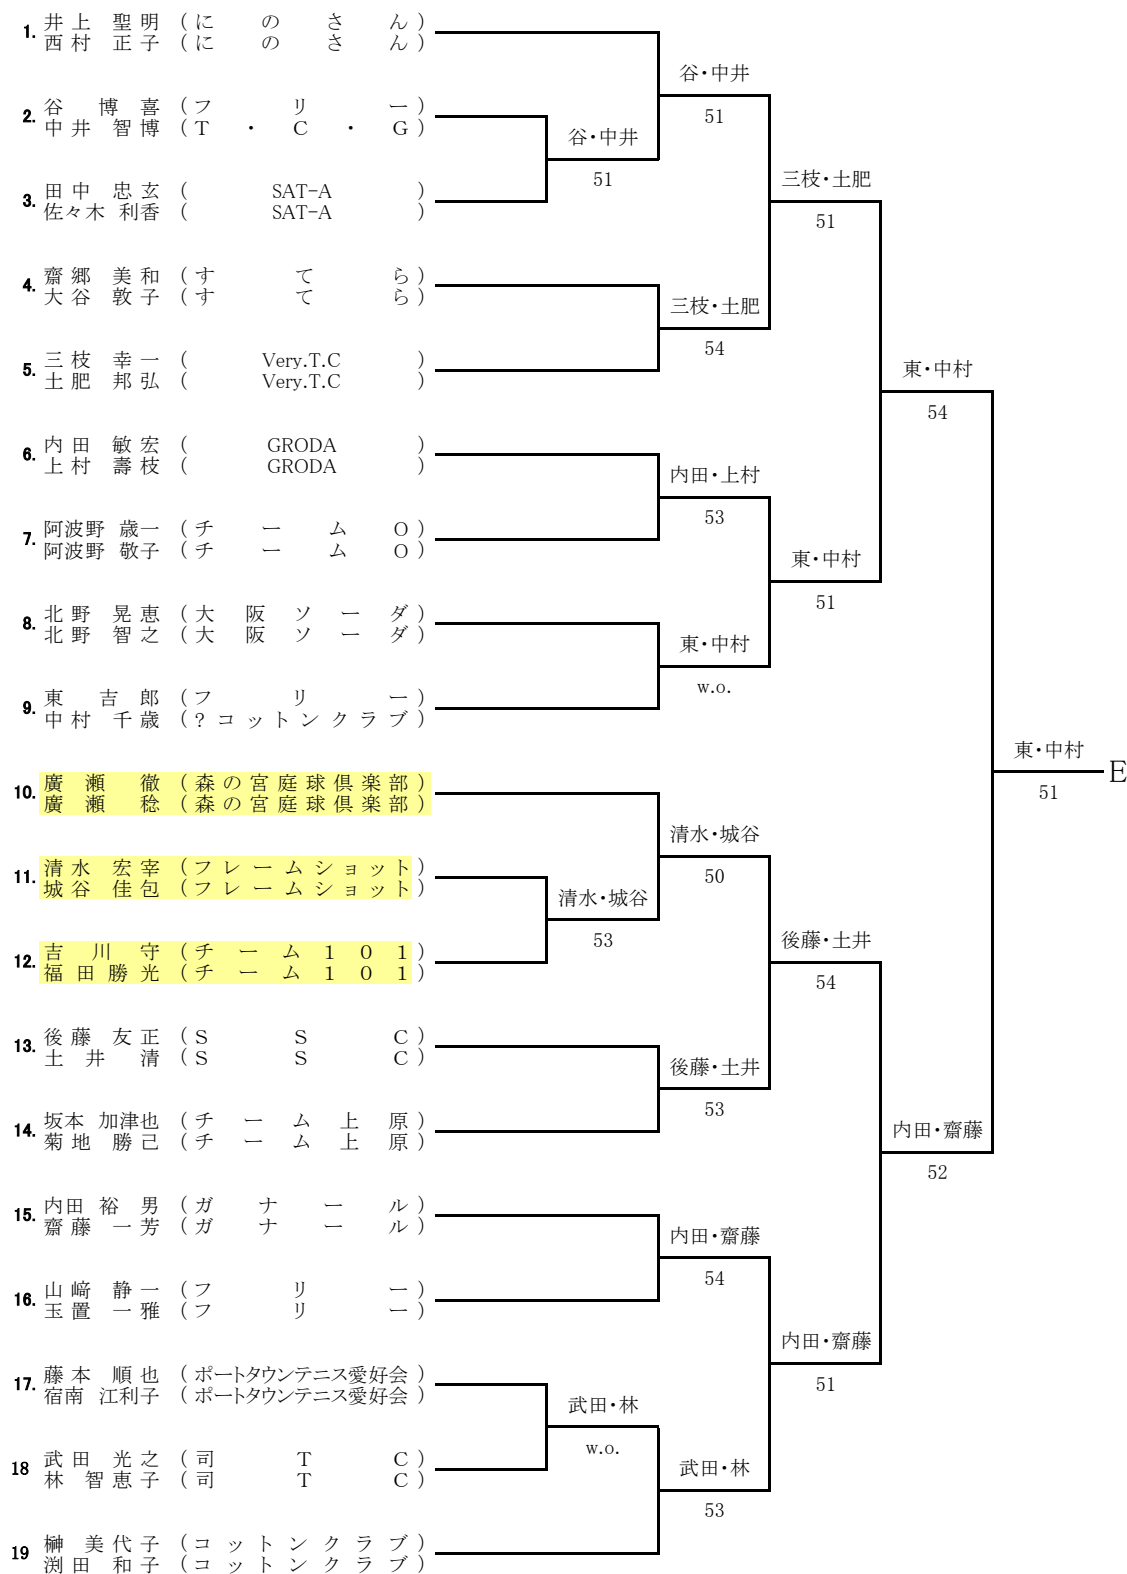 1. 井上 聖明 (にのさん)
西村 正子 (にのさん)
谷・中井
51
2. 谷 博喜 (フリー)
中井 智博 (T・C・G)
谷・中井
51
3. 田中 忠玄 (SAT-A)
佐々木 利香 (SAT-A)
三枝・土肥
51
4. 齋郷 美和 (すてら)
大谷 敦子 (すてら)
三枝・土肥
54
5. 三枝 幸一 (Very.T.C)
土肥 邦弘 (Very.T.C)
東・中村
54
6. 内田 敏宏 (GRODA)
上村 壽枝 (GRODA)
内田・上村
53
7. 阿波野 歳一 (チームO)
阿波野 敬子 (チームO)
東・中村
51
8. 北野 晃恵 (大阪ソーダ)
北野 智之 (大阪ソーダ)
東・中村
w.o.
9. 東 吉郎 (フリー)
中村 千歳 (?コットンクラブ)
東・中村
51
E
10. 廣瀬 徹 (森の宮庭球倶楽部)
廣瀬 稔 (森の宮庭球倶楽部)
清水・城谷
50
11. 清水 宏宰 (フレームショット)
城谷 佳包 (フレームショット)
清水・城谷
53
12. 吉川 守 (チーム101)
福田 勝光 (チーム101)
後藤・土井
54
13. 後藤 友正 (SSC)
土井 清 (SSC)
後藤・土井
53
14. 坂本 加津也 (チーム上原)
菊地 勝己 (チーム上原)
内田・齋藤
52
15. 内田 裕男 (ガナール)
齋藤 一芳 (ガナール)
内田・齋藤
54
16. 山﨑 静一 (フリー)
玉置 一雅 (フリー)
内田・齋藤
51
17. 藤本 順也 (ポートタウンテニス愛好会)
宿南 江利子 (ポートタウンテニス愛好会)
武田・林
w.o.
18 武田 光之 (司TC)
林 智恵子 (司TC)
武田・林
53
19 榊 美代子 (コットンクラブ)
渕田 和子 (コットンクラブ)